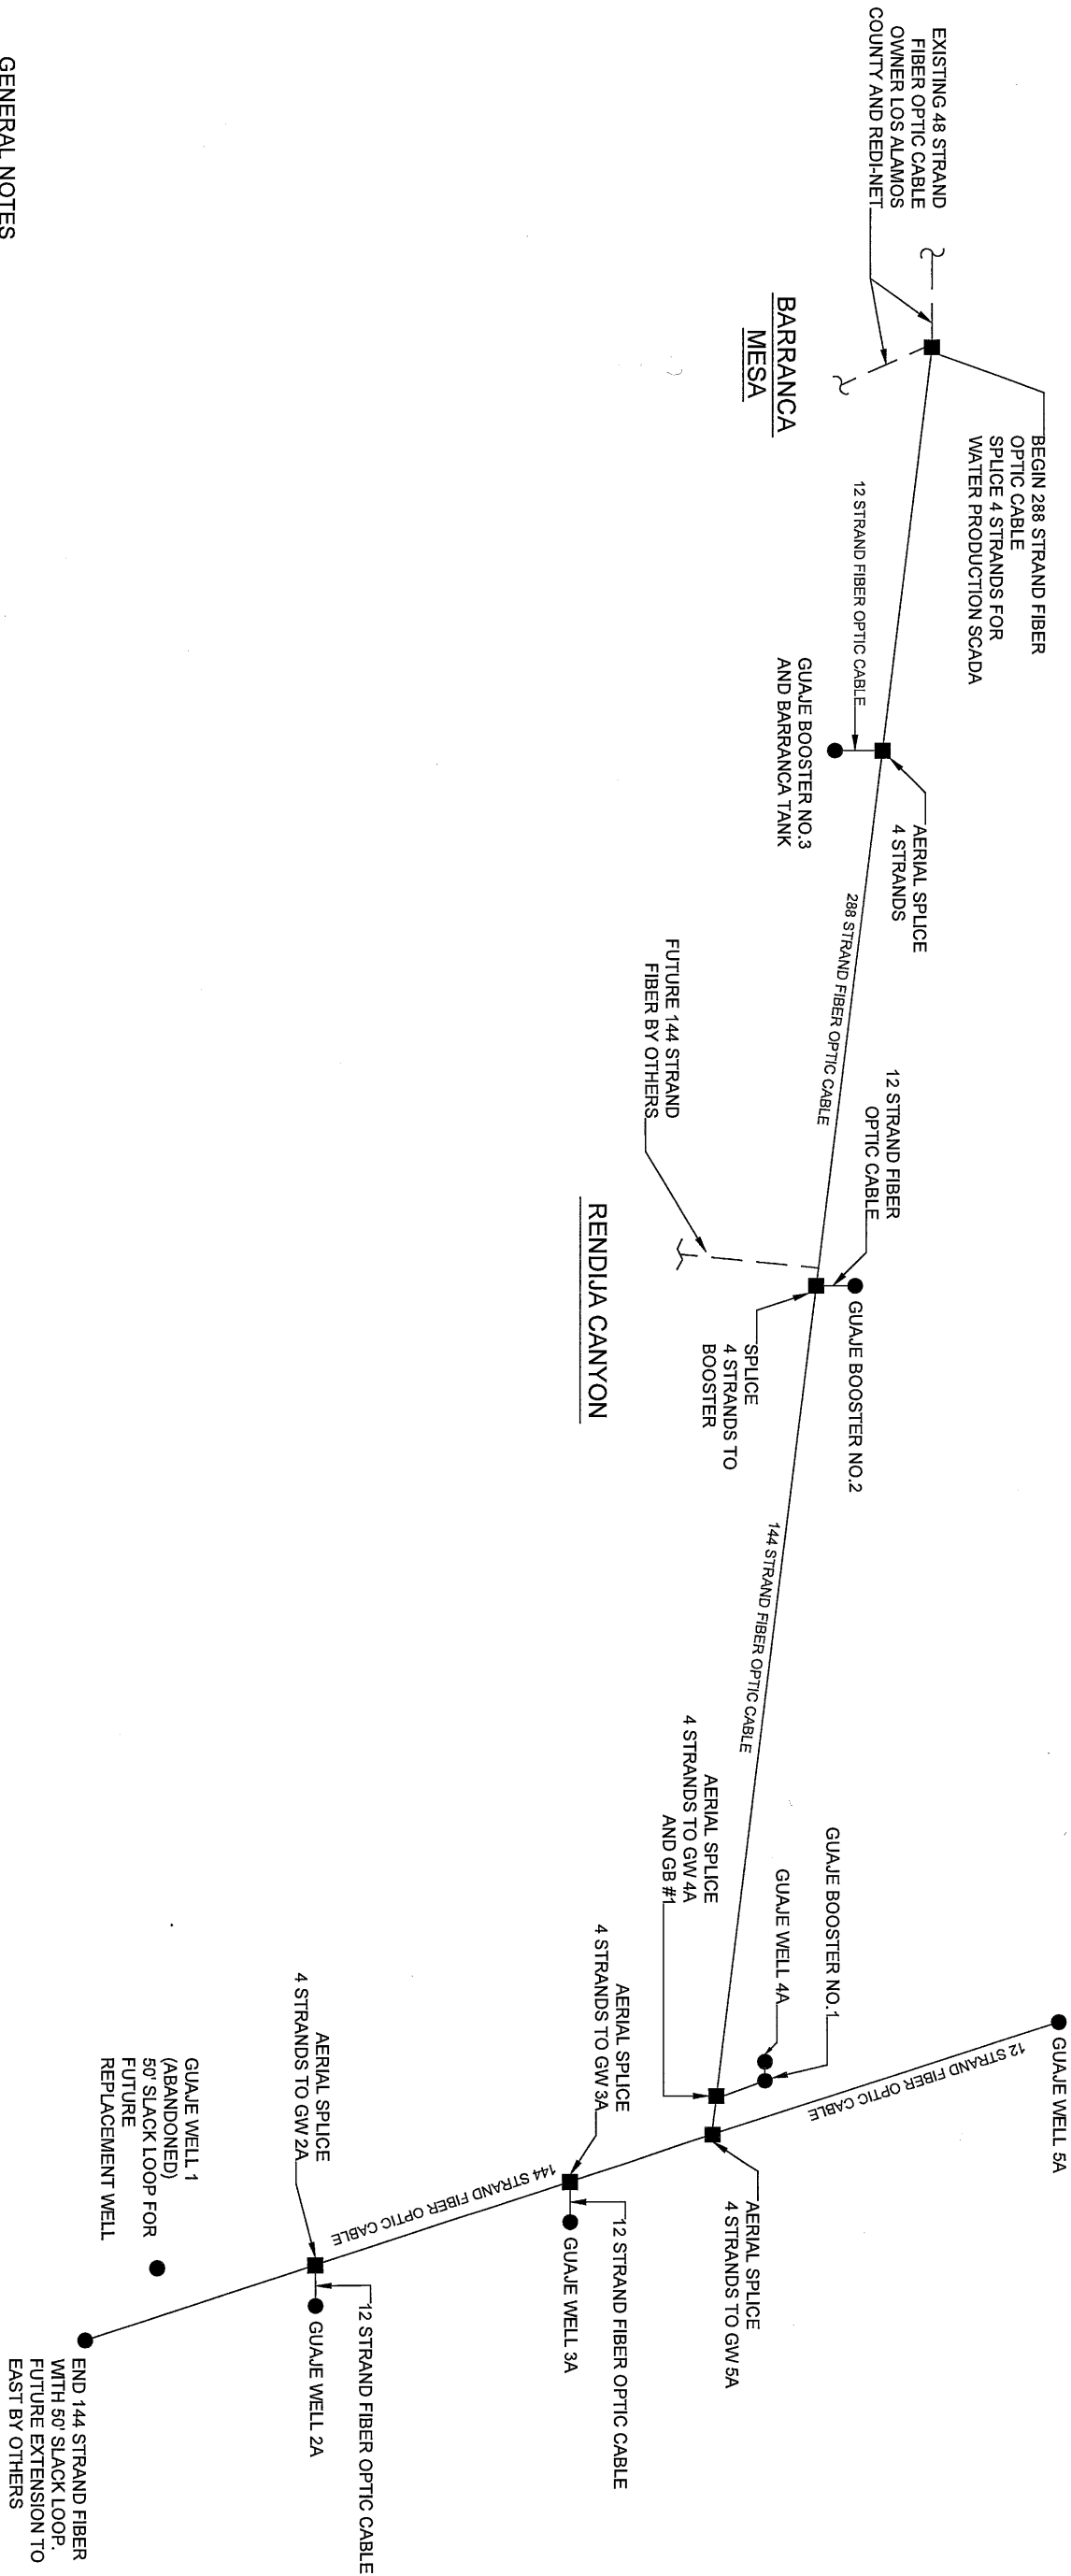 EXISTING 48 STRAND
FIBER OPTIC CABLE
OWNER LOS ALAMOS
COUNTY AND REDI-NET
BEGIN 288 STRAND FIBER
OPTIC CABLE
SPLICE 4 STRANDS FOR
WATER PRODUCTION SCADA
BARRANCA
MESA
12 STRAND FIBER OPTIC CABLE
GUAJE BOOSTER NO.3
AND BARRANCA TANK
AERIAL SPLICE
4 STRANDS
288 STRAND FIBER OPTIC CABLE
FUTURE 144 STRAND
FIBER BY OTHERS
12 STRAND FIBER
OPTIC CABLE
GUAJE BOOSTER NO.2
SPLICE
4 STRANDS TO
BOOSTER
RENDIJA CANYON
144 STRAND FIBER OPTIC CABLE
AERIAL SPLICE
4 STRANDS TO GW 4A
AND GB #1
GUAJE BOOSTER NO.1
GUAJE WELL 4A
GUAJE WELL 5A
12 STRAND FIBER OPTIC CABLE
AERIAL SPLICE
4 STRANDS TO GW 5A
AERIAL SPLICE
4 STRANDS TO GW 3A
12 STRAND FIBER OPTIC CABLE
GUAJE WELL 3A
144 STRAND FIBER OPTIC CABLE
AERIAL SPLICE
4 STRANDS TO GW 2A
12 STRAND FIBER OPTIC CABLE
GUAJE WELL 2A
GUAJE WELL 1
(ABANDONED)
50' SLACK LOOP FOR
FUTURE
REPLACEMENT WELL
END 144 STRAND FIBER
WITH 50' SLACK LOOP.
FUTURE EXTENSION TO
EAST BY OTHERS
GENERAL NOTES